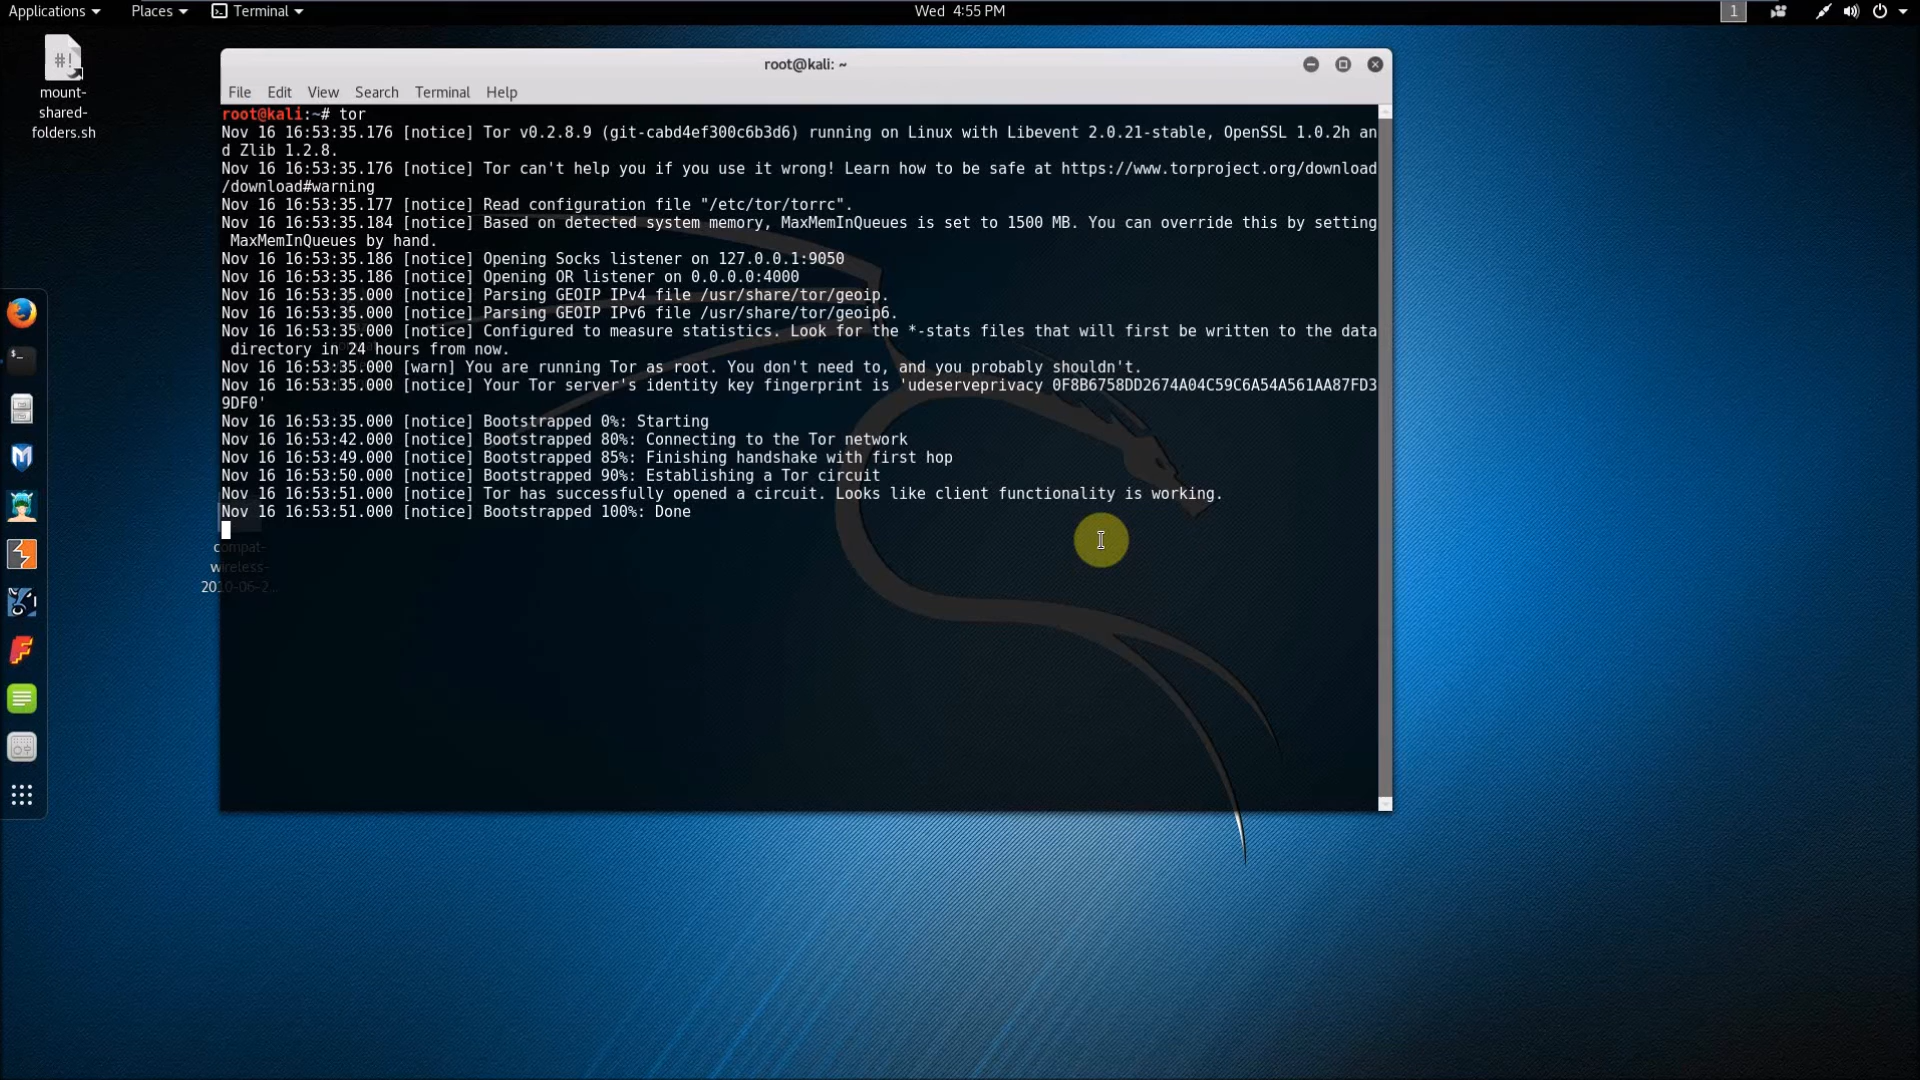 Applications Places Terminal Wed 4:55 PM 1
mount-
shared-
folders.sh
root@kali: ~
File Edit View Search Terminal Help
root@kali:~# tor
Nov 16 16:53:35.176 [notice] Tor v0.2.8.9 (git-cabd4ef300c6b3d6) running on Linux with Libevent 2.0.21-stable, OpenSSL 1.0.2h an
d Zlib 1.2.8.
Nov 16 16:53:35.176 [notice] Tor can't help you if you use it wrong! Learn how to be safe at https://www.torproject.org/download
/download#warning
Nov 16 16:53:35.177 [notice] Read configuration file "/etc/tor/torrc".
Nov 16 16:53:35.184 [notice] Based on detected system memory, MaxMemInQueues is set to 1500 MB. You can override this by setting
 MaxMemInQueues by hand.
Nov 16 16:53:35.186 [notice] Opening Socks listener on 127.0.0.1:9050
Nov 16 16:53:35.186 [notice] Opening OR listener on 0.0.0.0:4000
Nov 16 16:53:35.000 [notice] Parsing GEOIP IPv4 file /usr/share/tor/geoip.
Nov 16 16:53:35.000 [notice] Parsing GEOIP IPv6 file /usr/share/tor/geoip6.
Nov 16 16:53:35.000 [notice] Configured to measure statistics. Look for the *-stats files that will first be written to the data
 directory in 24 hours from now.
Nov 16 16:53:35.000 [warn] You are running Tor as root. You don't need to, and you probably shouldn't.
Nov 16 16:53:35.000 [notice] Your Tor server's identity key fingerprint is 'udeserveprivacy 0F8B6758DD2674A04C59C6A54A561AA87FD3
9DF0'
Nov 16 16:53:35.000 [notice] Bootstrapped 0%: Starting
Nov 16 16:53:42.000 [notice] Bootstrapped 80%: Connecting to the Tor network
Nov 16 16:53:49.000 [notice] Bootstrapped 85%: Finishing handshake with first hop
Nov 16 16:53:50.000 [notice] Bootstrapped 90%: Establishing a Tor circuit
Nov 16 16:53:51.000 [notice] Tor has successfully opened a circuit. Looks like client functionality is working.
Nov 16 16:53:51.000 [notice] Bootstrapped 100%: Done
compat-
wireless-
2010-06-2...